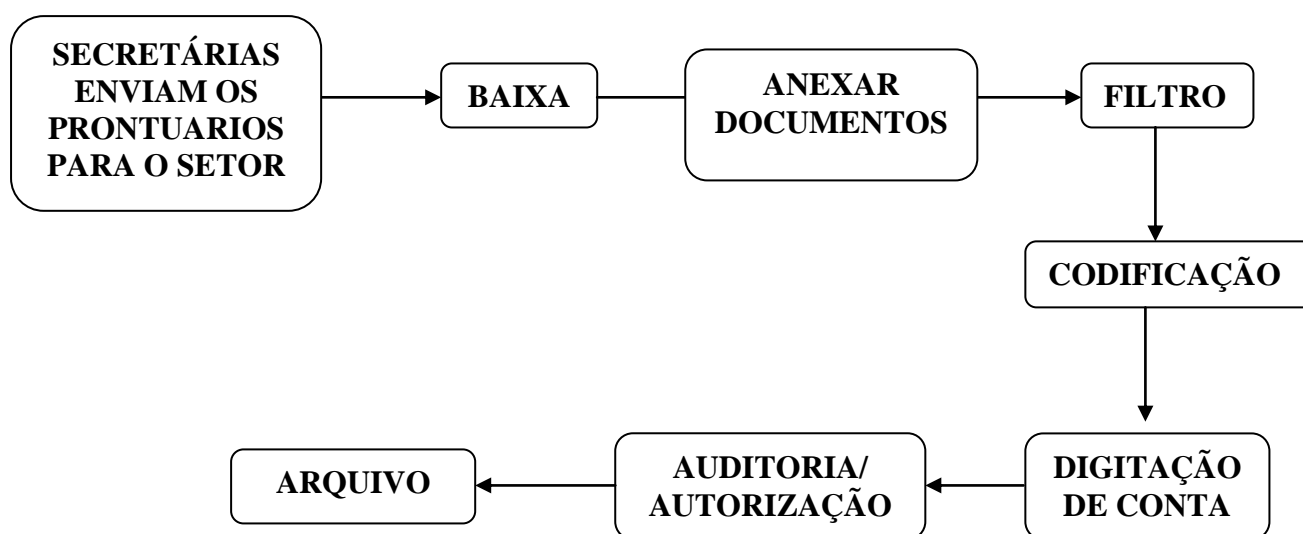 SECRETÁRIAS
ENVIAM OS
PRONTUARIOS
PARA O SETOR
BAIXA
ANEXAR
DOCUMENTOS
FILTRO
CODIFICAÇÃO
DIGITAÇÃO
DE CONTA
AUDITORIA/
AUTORIZAÇÃO
ARQUIVO